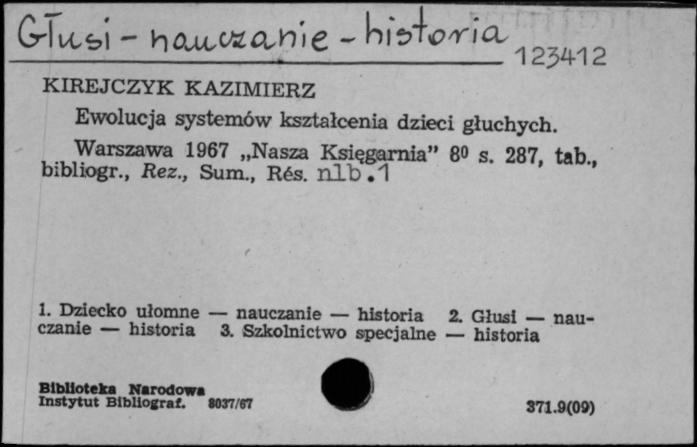 Głusi - nauczanie - historia
123412
KIREJCZYK KAZIMIERZ
Ewolucja systemów kształcenia dzieci głuchych.
Warszawa 1967 „Nasza Księgarnia” 8⁰ s. 287, tab.,
bibliogr., Rez., Sum., Rés. nlb.1
1. Dziecko ułomne — nauczanie — historia 2. Głusi — nau-
czanie — historia 3. Szkolnictwo specjalne — historia
Biblioteka Narodowa
Instytut Bibliograf. 8037/67
371.9(09)